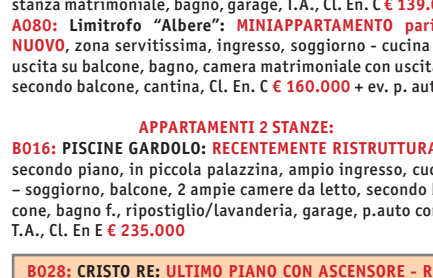 stanza matrimoniale, bagno, garage, T.A., Cl. En. C € 139.
A080: Limitrofo “Albere”: MINIAPPARTAMENTO pari
NUOVO, zona servitissima, ingresso, soggiorno - cucina
uscita su balcone, bagno, camera matrimoniale con uscit
secondo balcone, cantina, Cl. En. C € 160.000 + ev. p. aut
APPARTAMENTI 2 STANZE:
B016: PISCINE GARDOLO: RECENTEMENTE RISTRUTTURA
secondo piano, in piccola palazzina, ampio ingresso, cuc
– soggiorno, balcone, 2 ampie camere da letto, secondo
cone, bagno f., ripostiglio/lavanderia, garage, p.auto co
T.A., Cl. En E € 235.000
B028: CRISTO RE: ULTIMO PIANO CON ASCENSORE - R